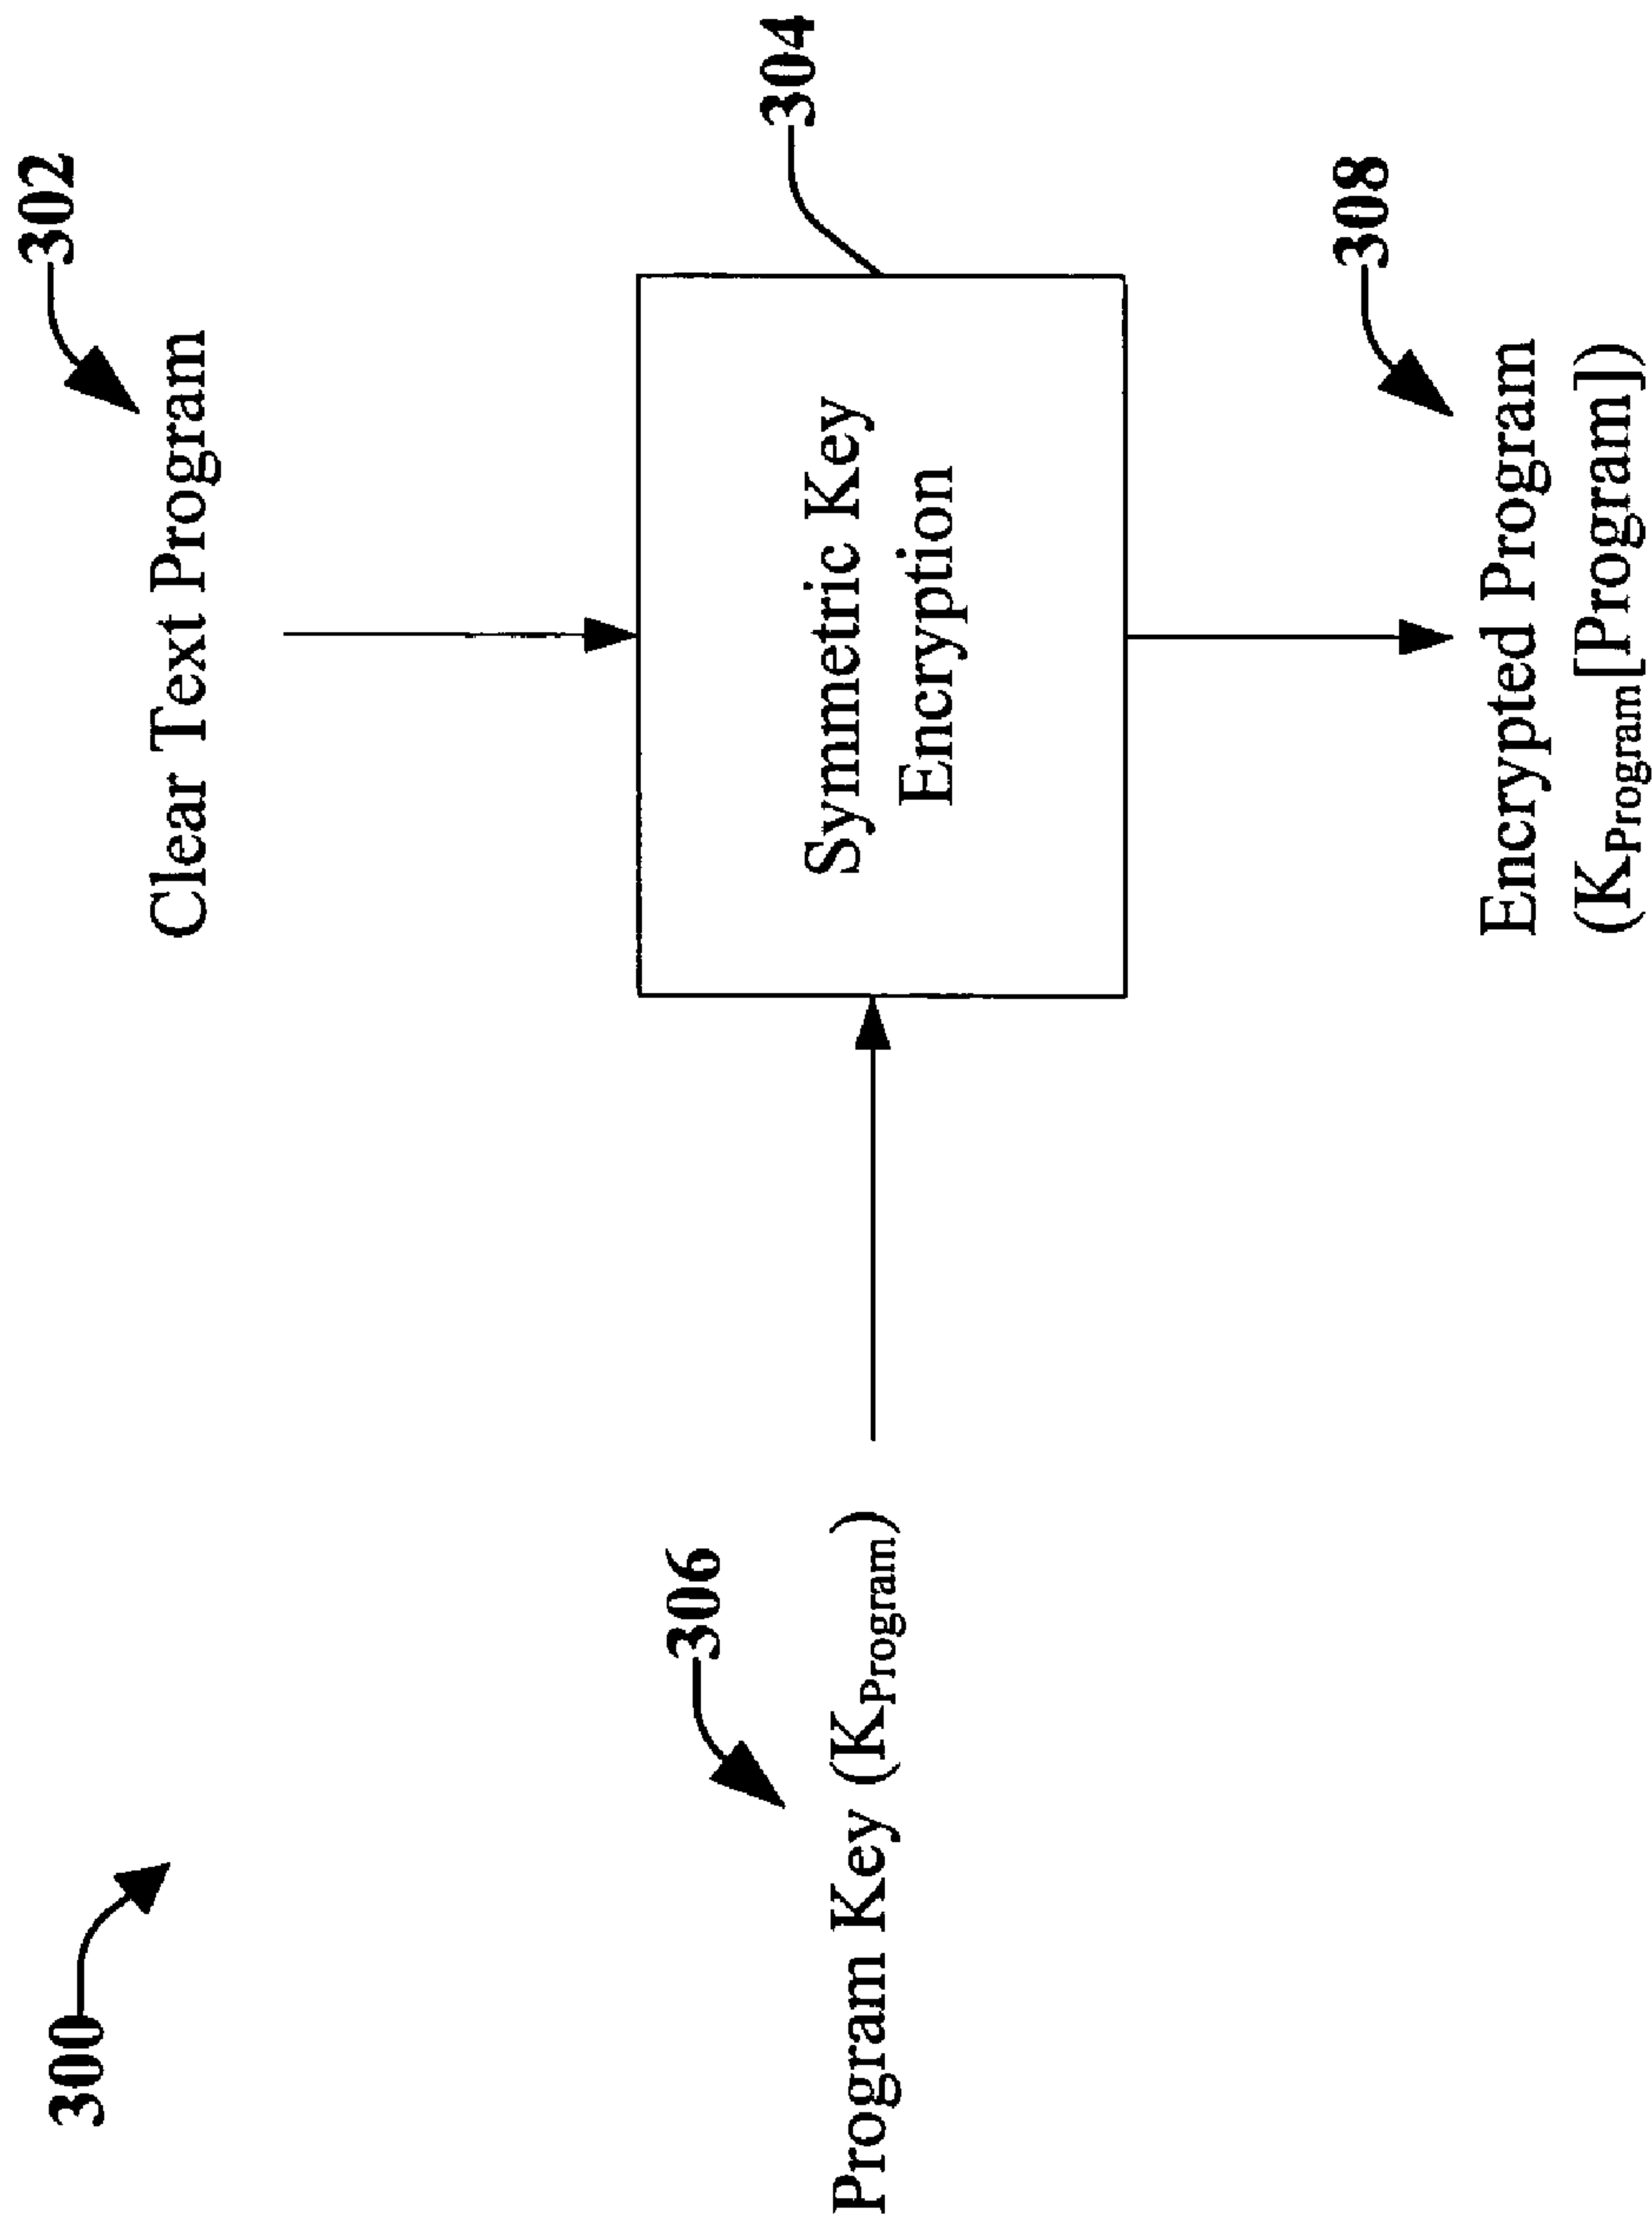 300
302
Clear Text Program
306
304
Program Key (K_Program)
Symmetric Key
Encryption
308
Encrypted Program
(K_Program[Program])